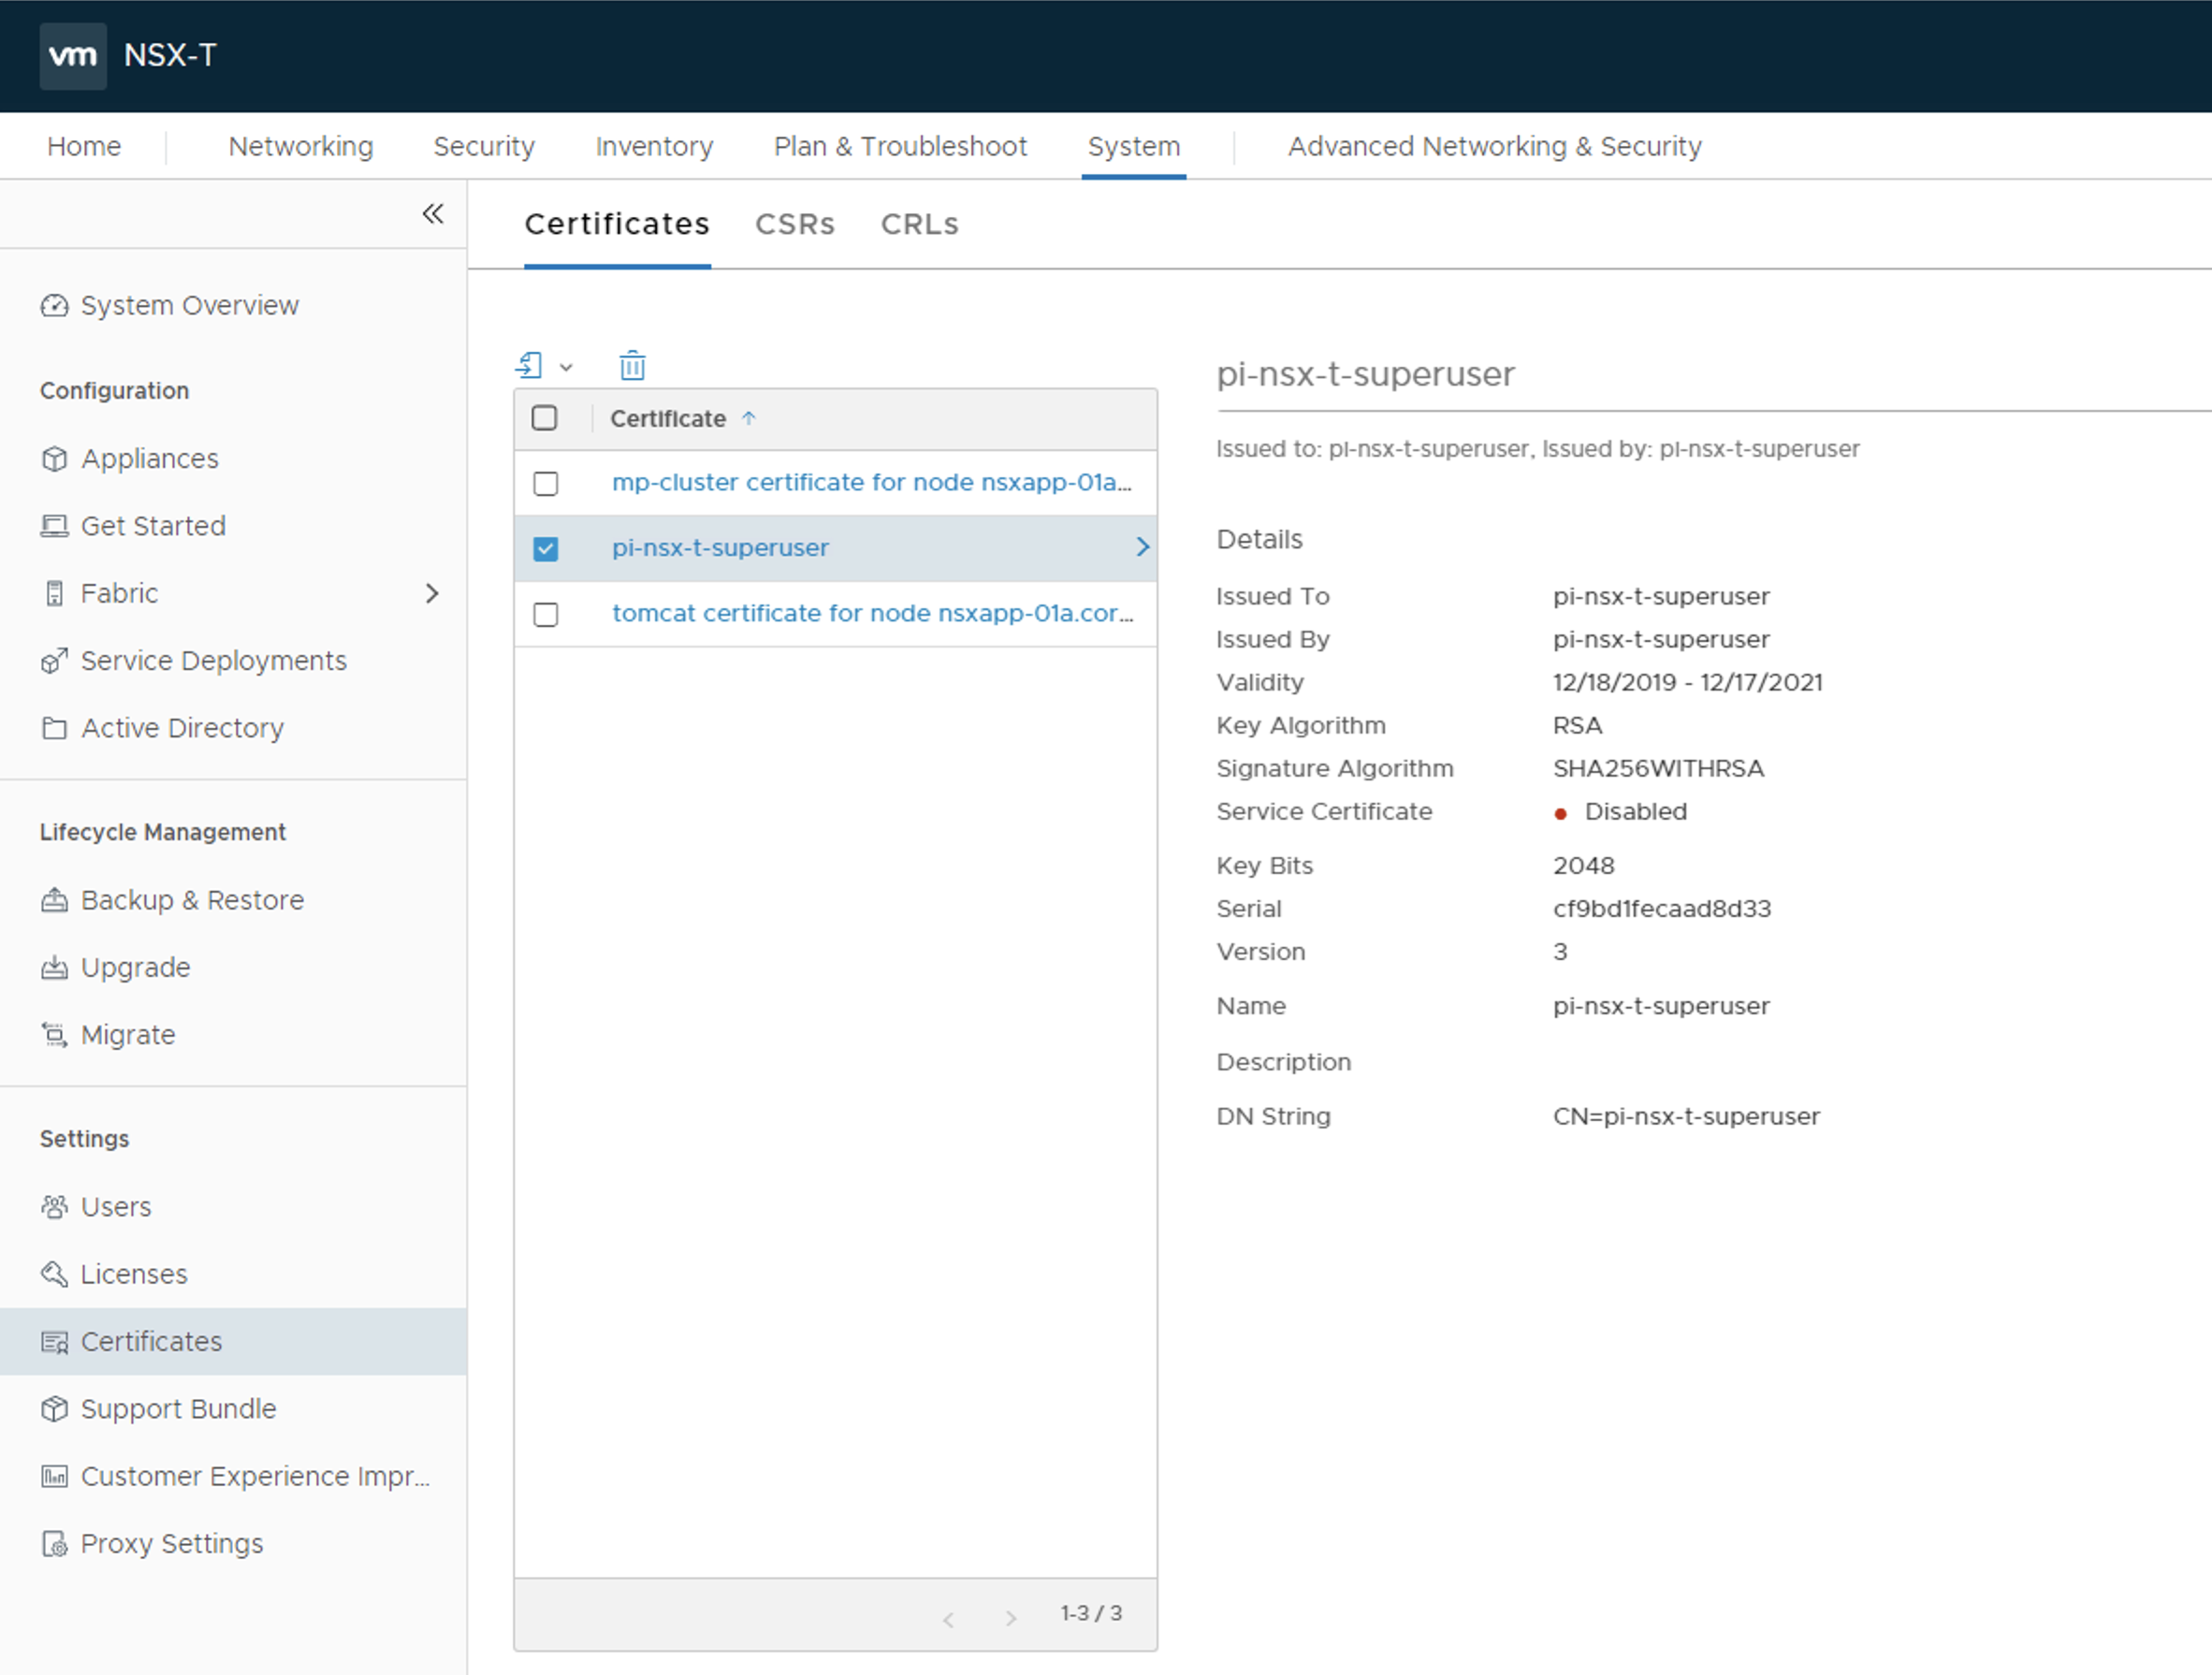 vm NSX-T
Home Networking Security Inventory Plan & Troubleshoot System Advanced Networking & Security
Certificates CSRs CRLs
System Overview
Configuration
Appliances
Get Started
Fabric
Service Deployments
Active Directory
Lifecycle Management
Backup & Restore
Upgrade
Migrate
Settings
Users
Licenses
Certificates
Support Bundle
Customer Experience Impr...
Proxy Settings
Certificate
mp-cluster certificate for node nsxapp-01a...
pi-nsx-t-superuser
tomcat certificate for node nsxapp-01a.cor...
1-3 / 3
pi-nsx-t-superuser
Issued to: pi-nsx-t-superuser, Issued by: pi-nsx-t-superuser
Details
Issued To pi-nsx-t-superuser
Issued By pi-nsx-t-superuser
Validity 12/18/2019 - 12/17/2021
Key Algorithm RSA
Signature Algorithm SHA256WITHRSA
Service Certificate Disabled
Key Bits 2048
Serial cf9bd1fecaad8d33
Version 3
Name pi-nsx-t-superuser
Description
DN String CN=pi-nsx-t-superuser